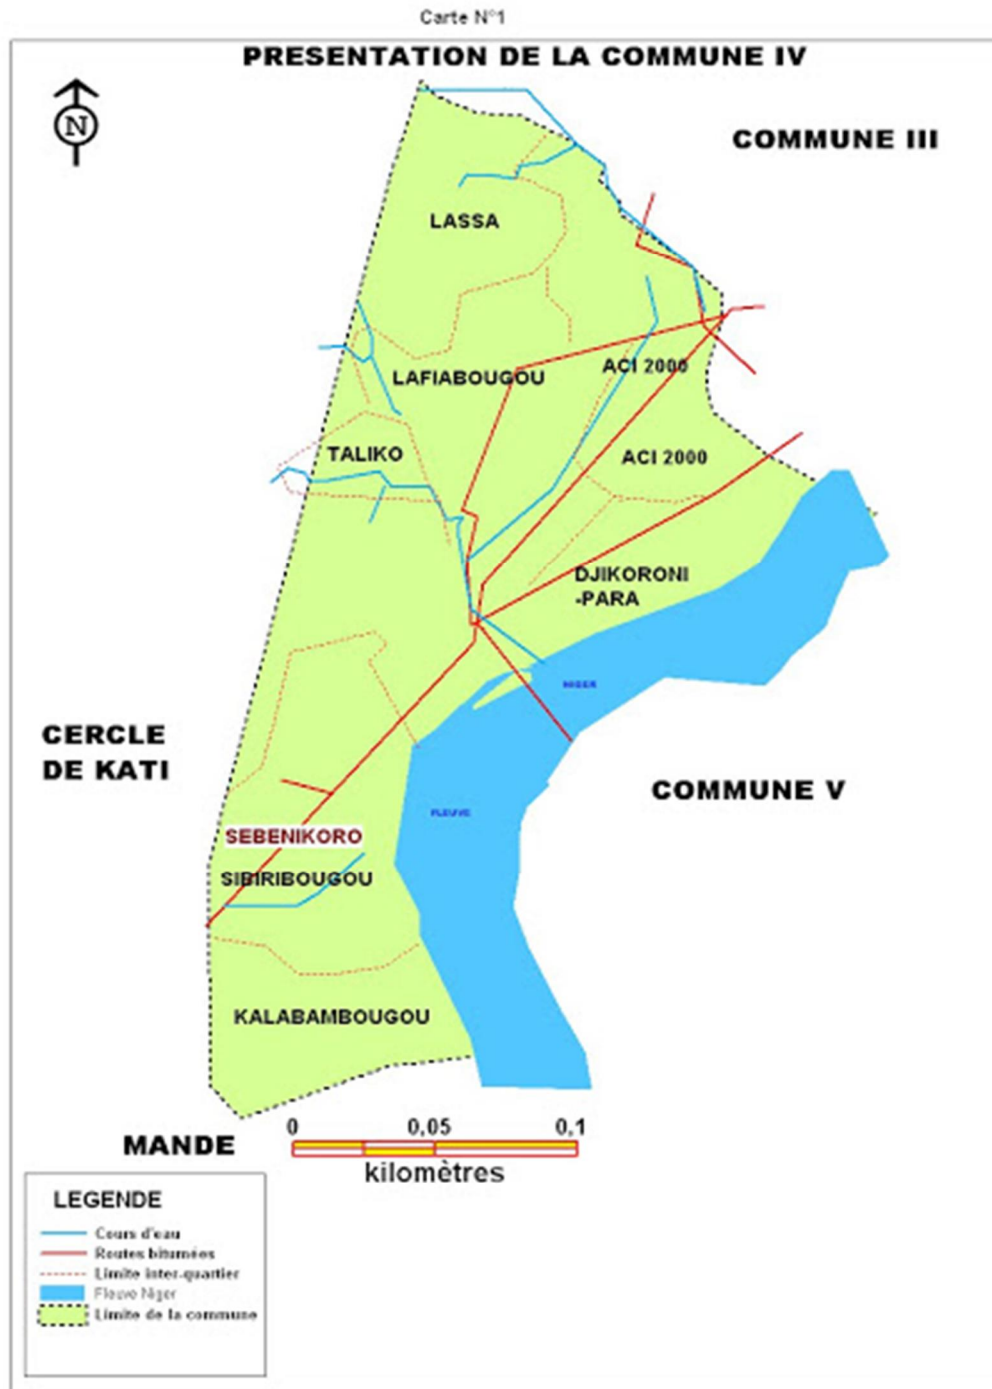 Carte N°1
PRESENTATION DE LA COMMUNE IV
N
COMMUNE III
LASSA
LAFIABOUGOU
ACI 2000
TALIKO
ACI 2000
DJIKORONI
-PARA
NIGER
CERCLE
DE KATI
COMMUNE V
FLEUVE
SEBENIKORO
SIBIRIBOUGOU
KALABAMBOUGOU
MANDE
0 0,05 0,1
kilomètres
LEGENDE
Cours d'eau
Routes bitumées
Limite inter-quartier
Fleuve Niger
Limite de la commune